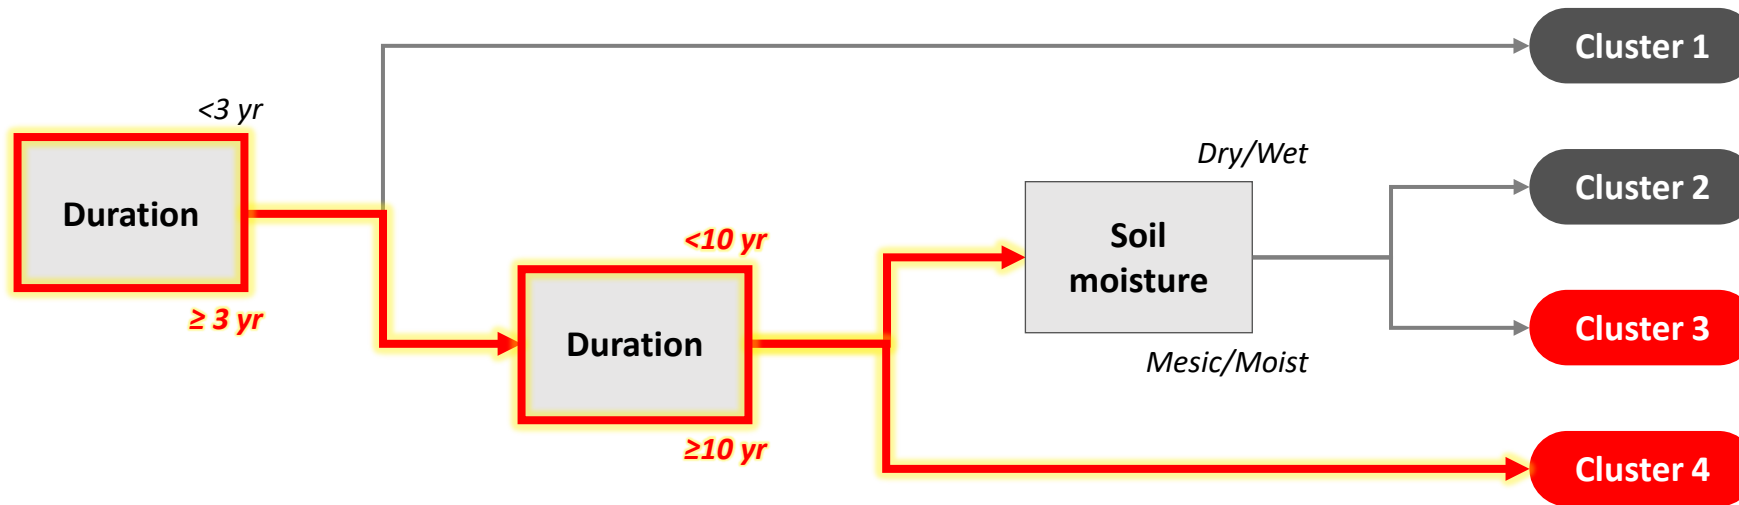 Cluster 1
<3 yr
Duration
≥ 3 yr
<10 yr
Duration
≥10 yr
Dry/Wet
Soil
moisture
Mesic/Moist
Cluster 2
Cluster 3
Cluster 4